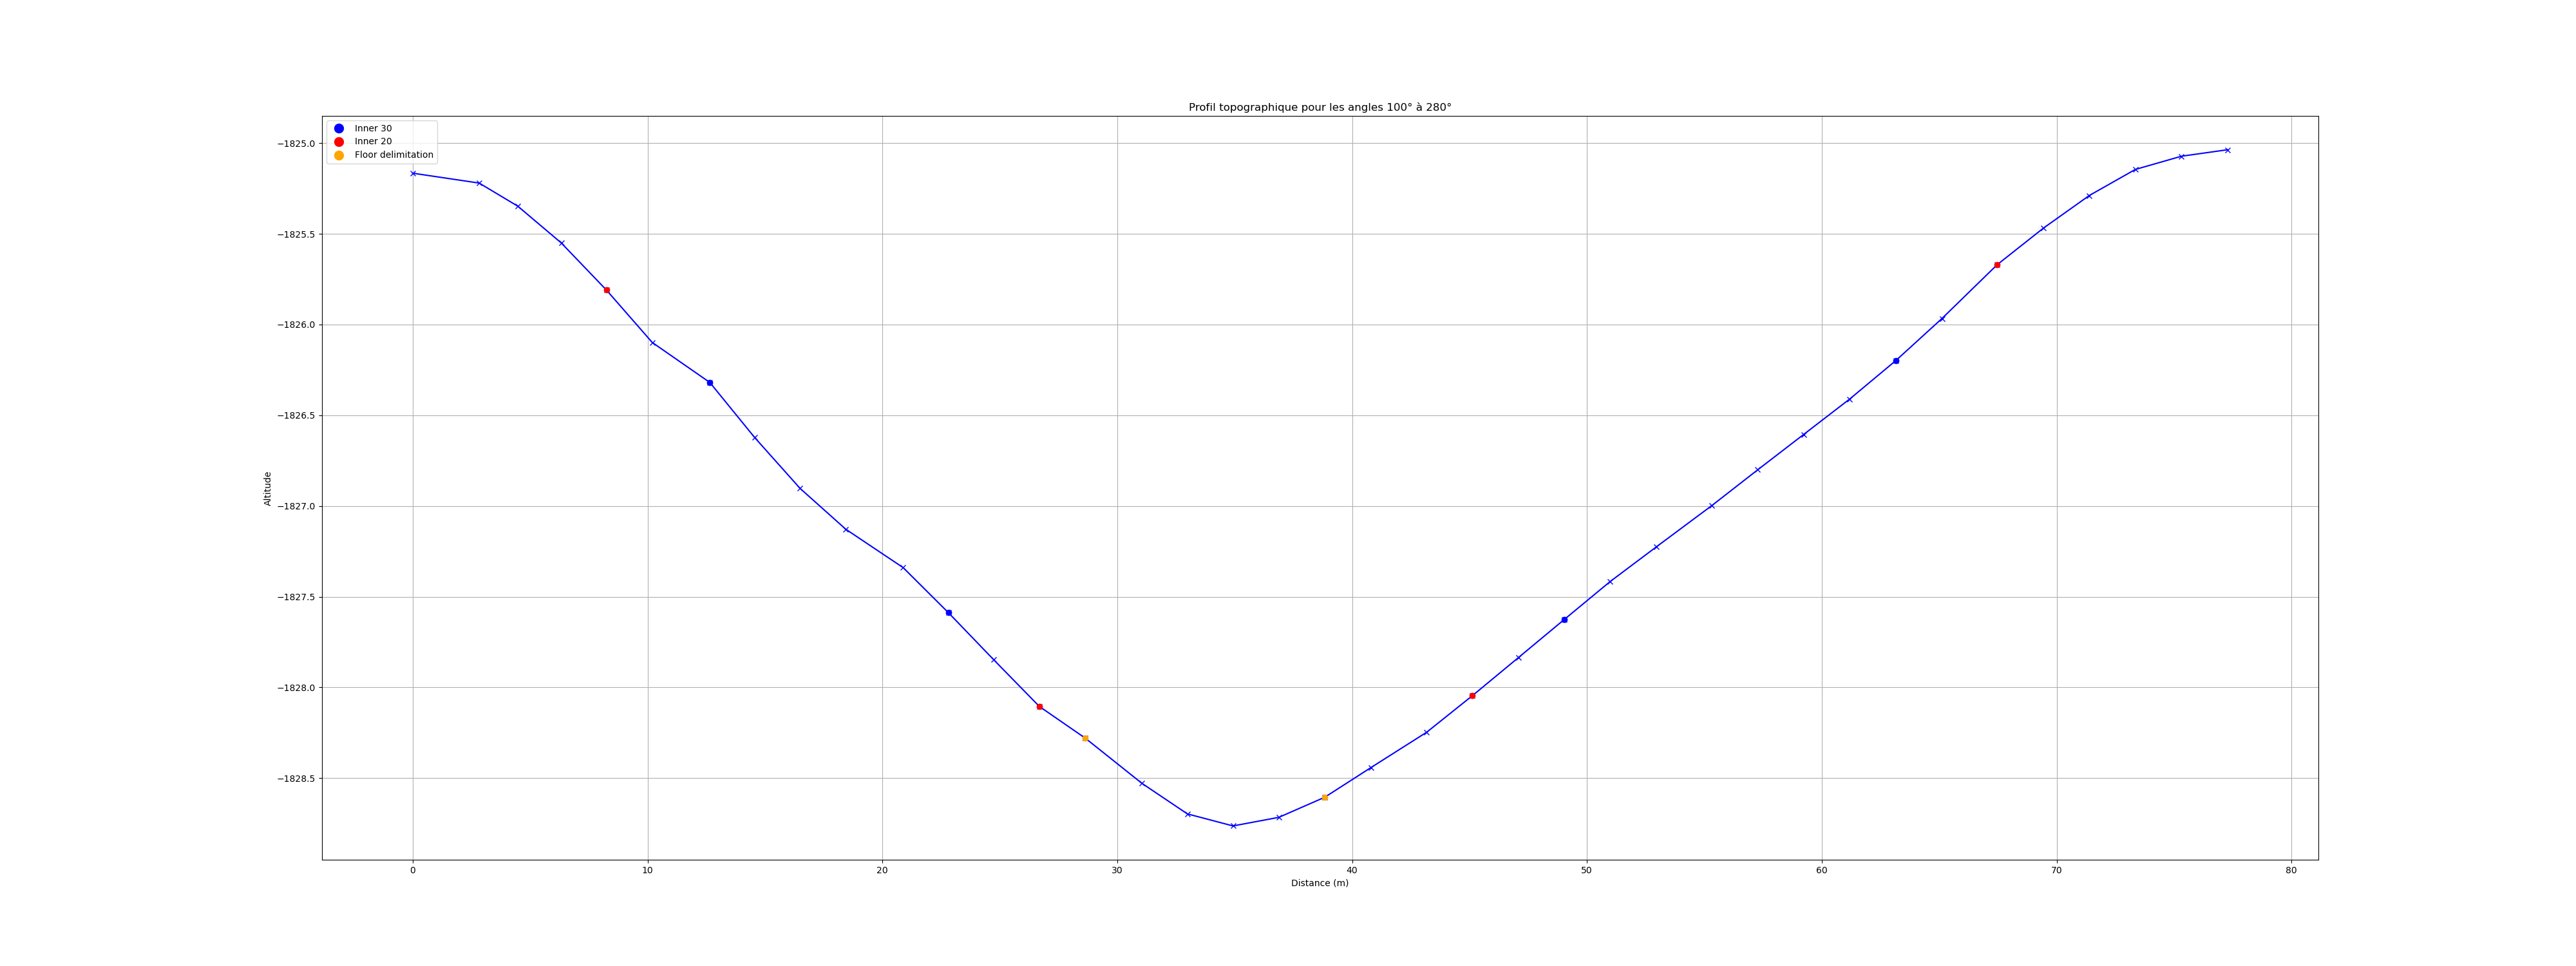 Profil topographique pour les angles 100° à 280°
Inner 30
Inner 20
Floor delimitation
−1825.0
−1825.5
−1826.0
−1826.5
−1827.0
−1827.5
−1828.0
−1828.5
Altitude
0 10 20 30 40 50 60 70 80
Distance (m)